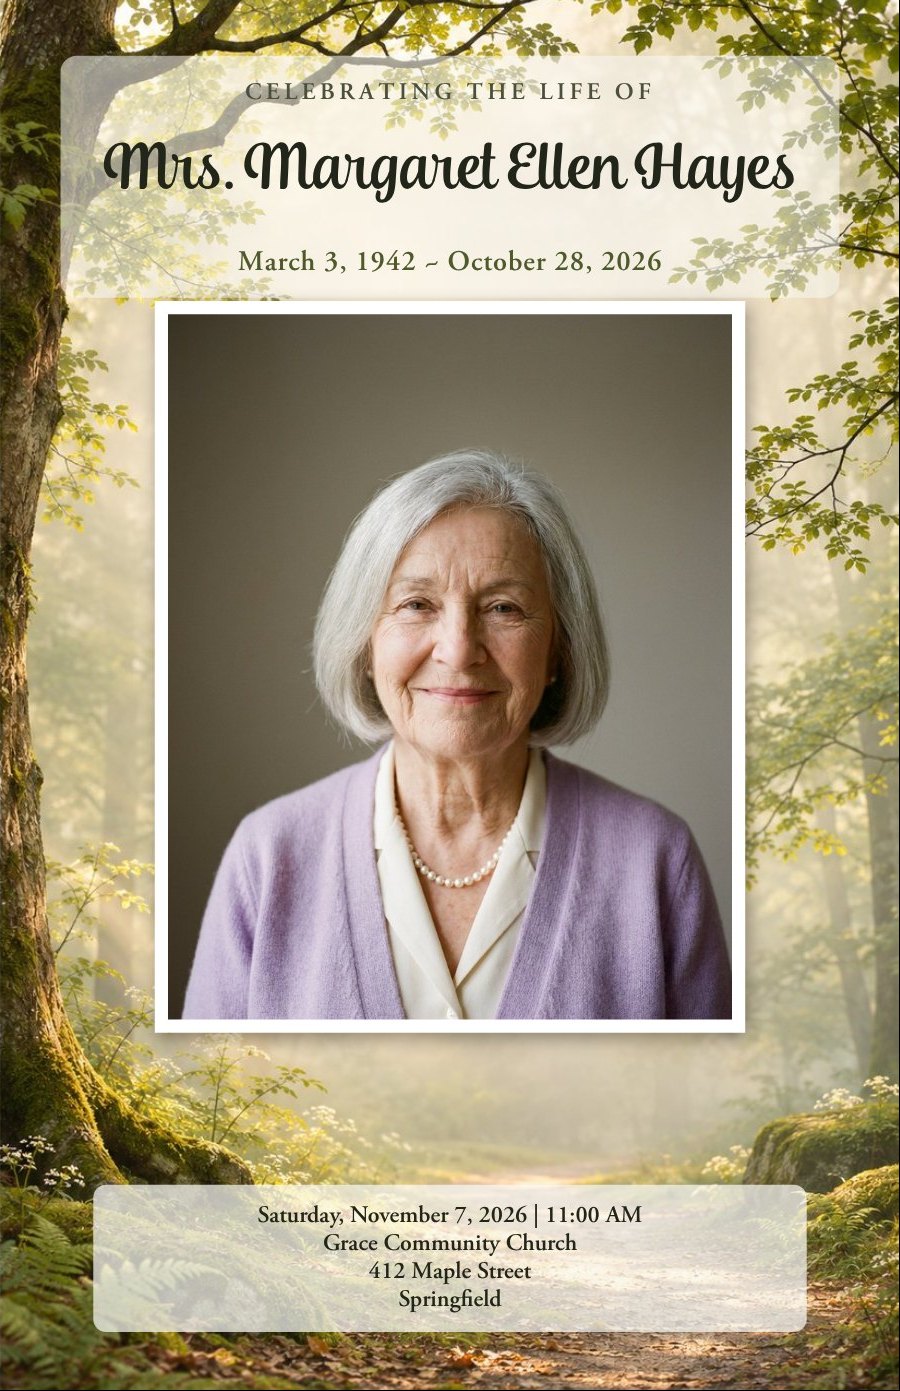 CELEBRATING THE LIFE OF
Mrs. Margaret Ellen Hayes
March 3, 1942 ~ October 28, 2026
Saturday, November 7, 2026 | 11:00 AM
Grace Community Church
412 Maple Street
Springfield